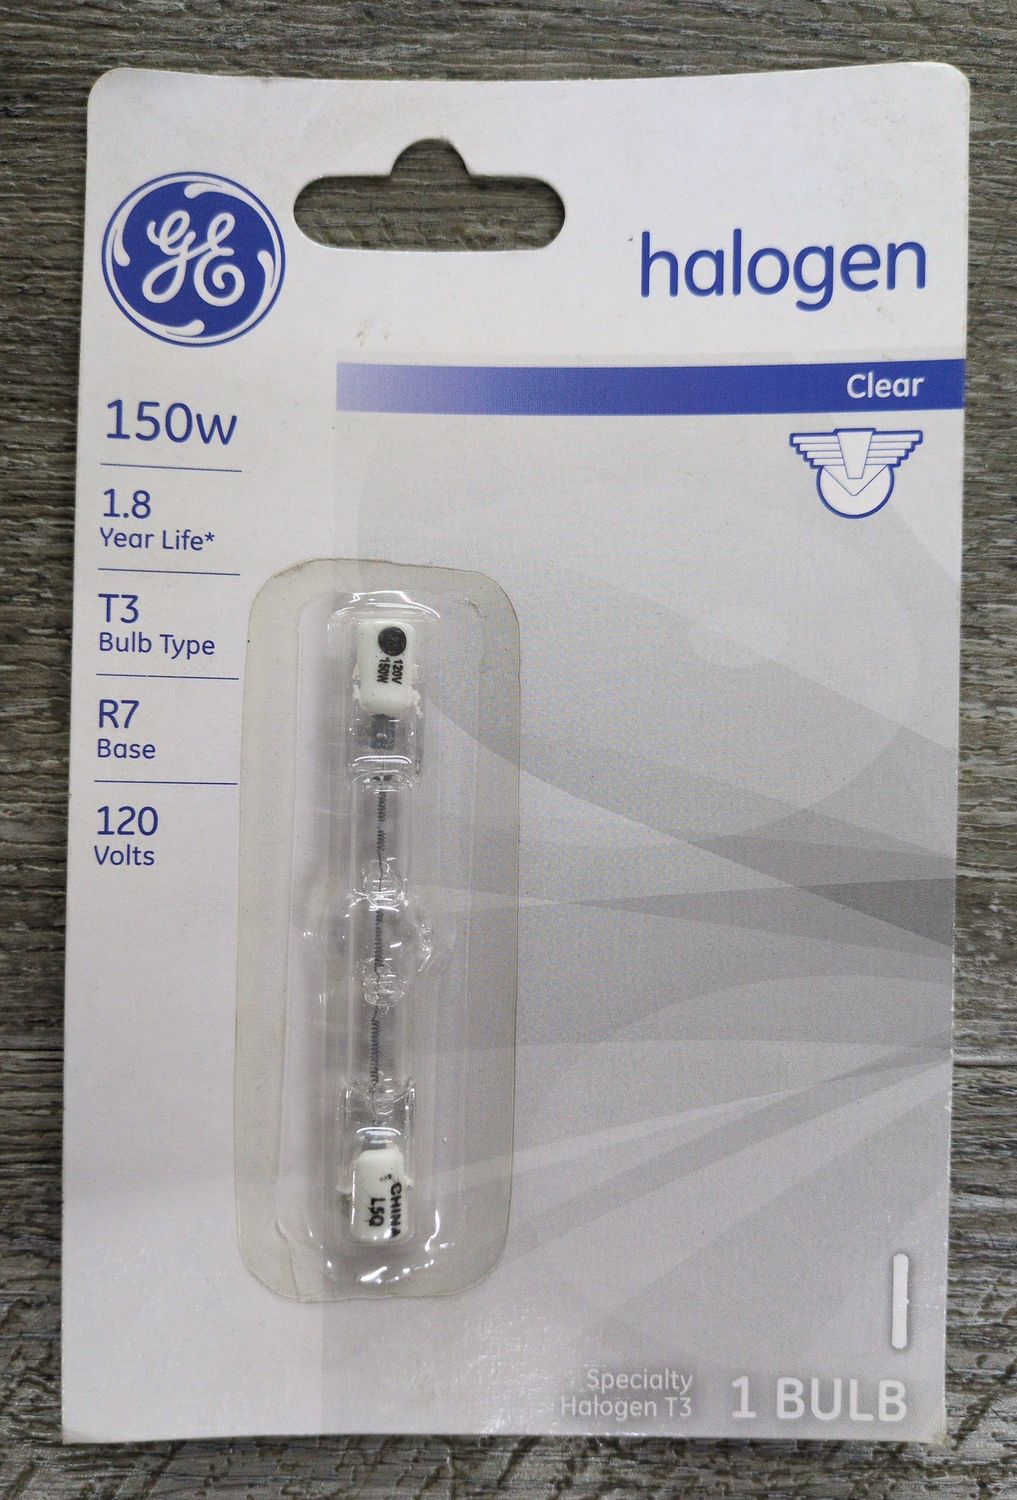 GE
halogen
Clear
150w
1.8
Year Life*
T3
Bulb Type
R7
Base
120
Volts
120V
150W
CHINA
L5Q
Specialty
Halogen T3
1 BULB